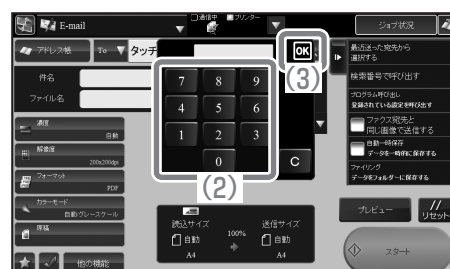 E-mail
通信中
プリンター
ジョブ状況
アドレス帳
To
タッチ
OK
(3)
最近送った宛先から
選択する
件名
検索番号で呼び出す
ファイル名
プログラム呼び出し
登録されている設定を呼び出す
7 8 9
4 5 6
1 2 3
0
C
(2)
ファクス宛先と
同じ画像で送信する
自動一時保存
データを一時的に保存する
ファイリング
データをフォルダーに保存する
濃度
自動
解像度
200x200dpi
フォーマット
PDF
カラーモード
自動/グレースケール
原稿
他の機能
読込サイズ
自動
A4
100%
送信サイズ
自動
A4
プレビュー
リセット
スタート